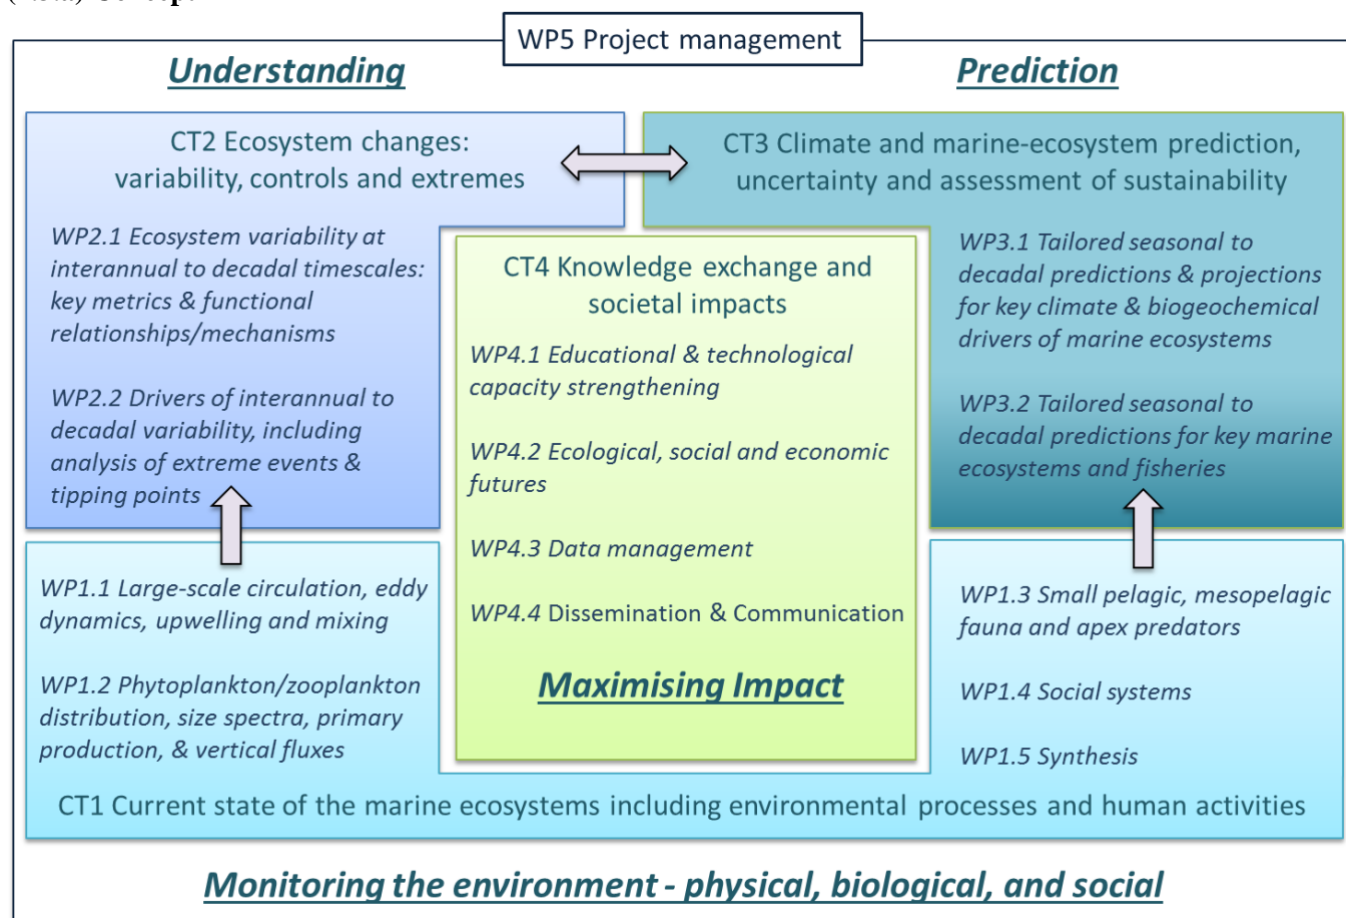 WP5 Project management
Understanding
Prediction
CT2 Ecosystem changes:
variability, controls and extremes
WP2.1 Ecosystem variability at
interannual to decadal timescales:
key metrics & functional
relationships/mechanisms
WP2.2 Drivers of interannual to
decadal variability, including
analysis of extreme events &
tipping points
CT3 Climate and marine-ecosystem prediction,
uncertainty and assessment of sustainability
WP3.1 Tailored seasonal to
decadal predictions & projections
for key climate & biogeochemical
drivers of marine ecosystems
WP3.2 Tailored seasonal to
decadal predictions for key marine
ecosystems and fisheries
CT4 Knowledge exchange and
societal impacts
WP4.1 Educational & technological
capacity strengthening
WP4.2 Ecological, social and economic
futures
WP4.3 Data management
WP4.4 Dissemination & Communication
Maximising Impact
WP1.1 Large-scale circulation, eddy
dynamics, upwelling and mixing
WP1.2 Phytoplankton/zooplankton
distribution, size spectra, primary
production, & vertical fluxes
WP1.3 Small pelagic, mesopelagic
fauna and apex predators
WP1.4 Social systems
WP1.5 Synthesis
CT1 Current state of the marine ecosystems including environmental processes and human activities
Monitoring the environment - physical, biological, and social